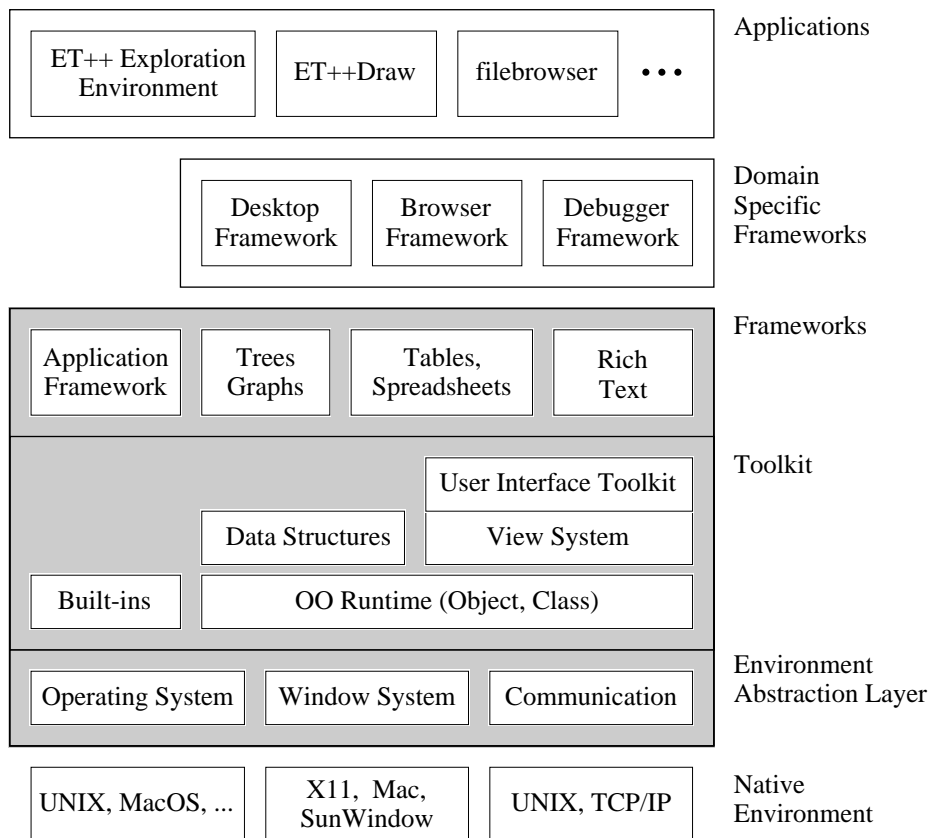 Applications
ET++ Exploration
Environment
ET++Draw
filebrowser
•••
Domain
Specific
Frameworks
Desktop
Framework
Browser
Framework
Debugger
Framework
Frameworks
Application
Framework
Trees
Graphs
Tables,
Spreadsheets
Rich
Text
Toolkit
User Interface Toolkit
Data Structures
View System
Built-ins
OO Runtime (Object, Class)
Environment
Abstraction Layer
Operating System
Window System
Communication
Native
Environment
UNIX, MacOS, ...
X11, Mac,
SunWindow
UNIX, TCP/IP